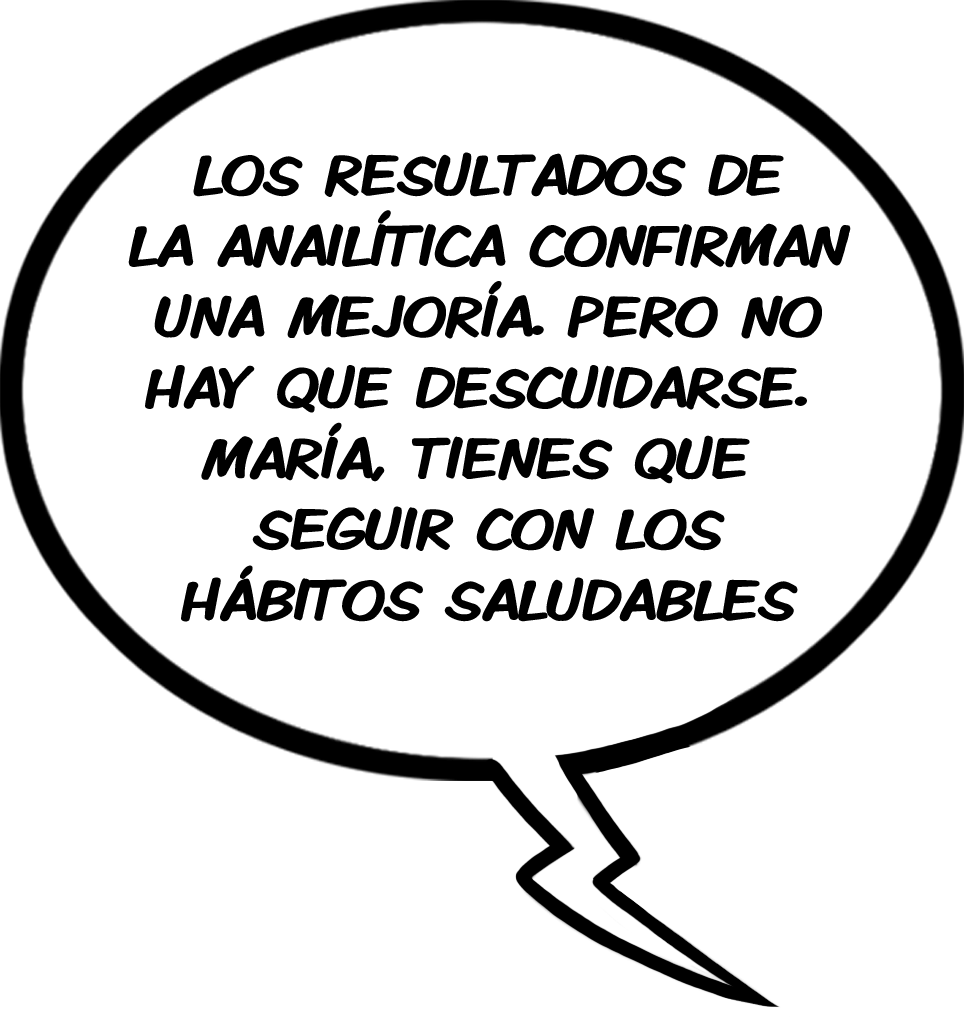 LOS RESULTADOS DE
LA ANAILÍTICA CONFIRMAN
UNA MEJORÍA. PERO NO
HAY QUE DESCUIDARSE.
MARÍA, TIENES QUE
SEGUIR CON LOS
HÁBITOS SALUDABLES